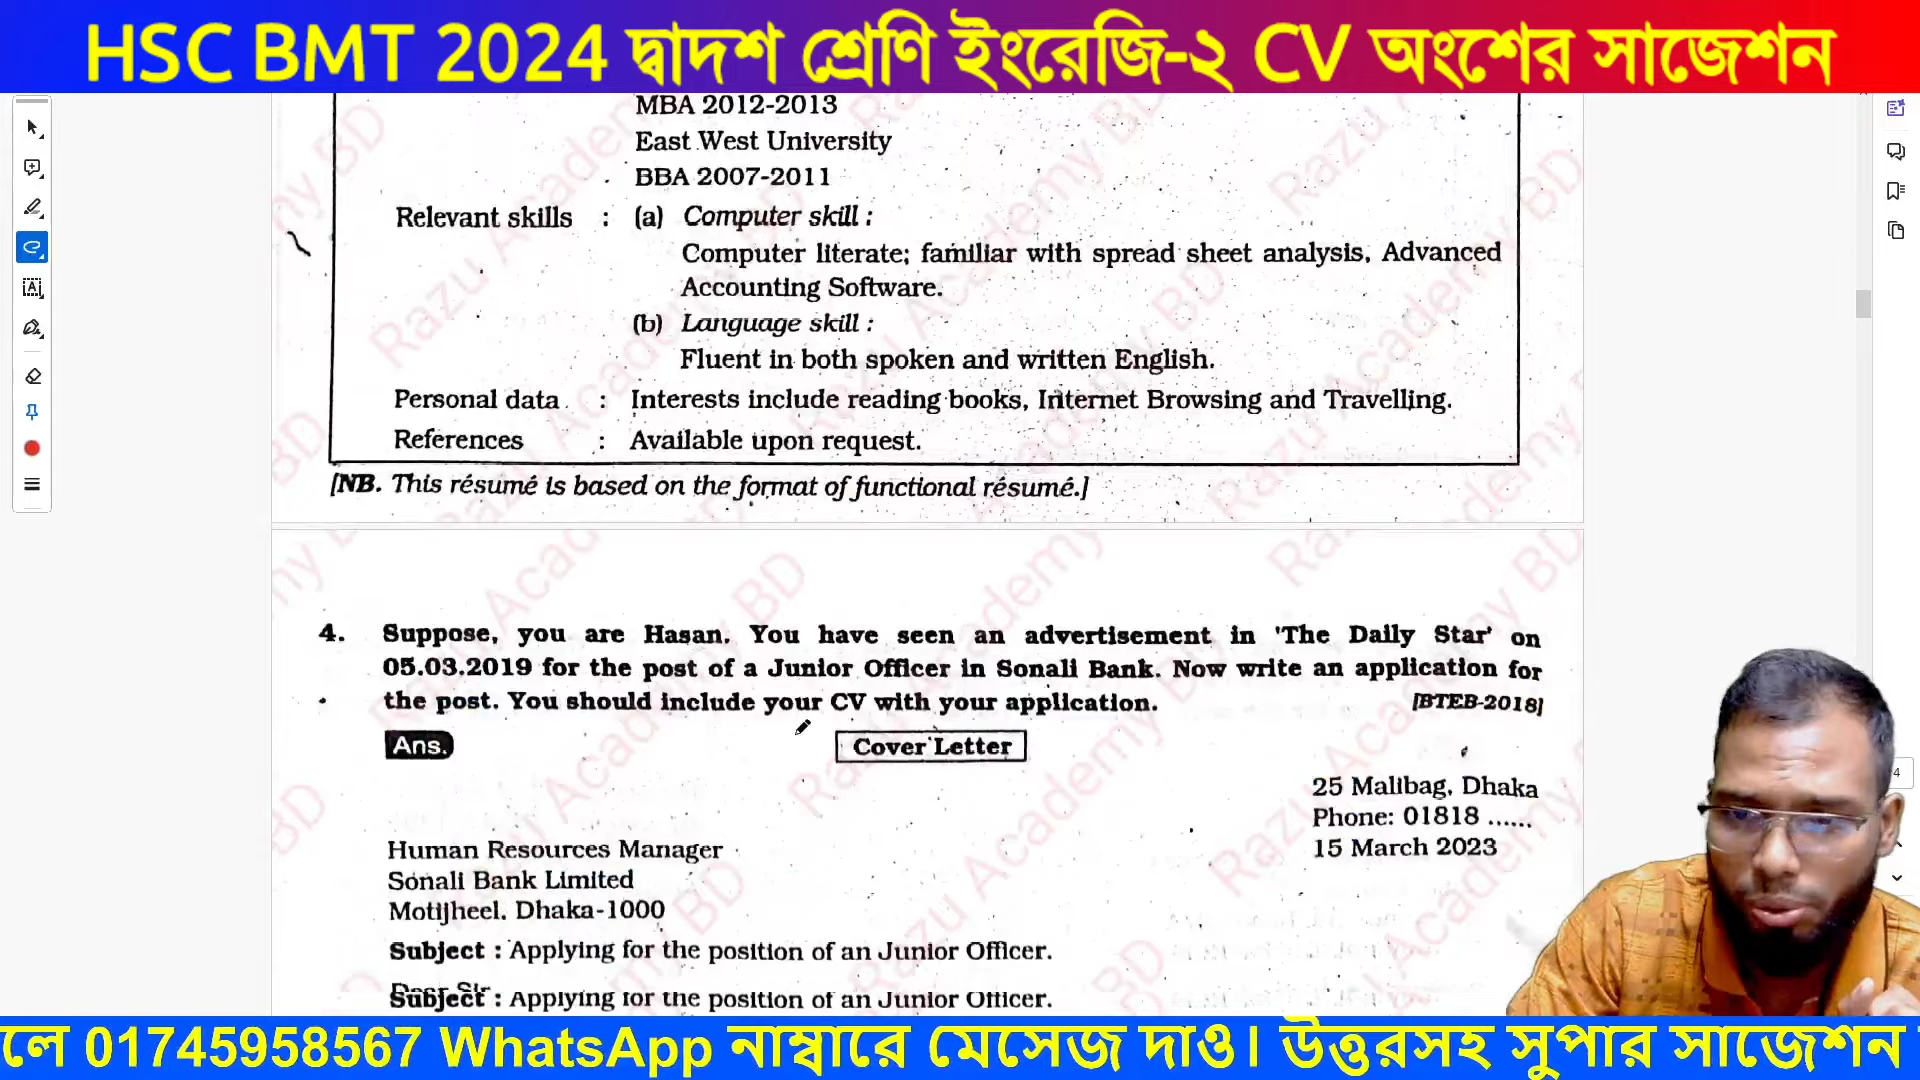 HSC BMT 2024 দ্বাদশ শ্রেণি ইংরেজি-২ CV অংশের সাজেশন
MBA 2012-2013
East West University
BBA 2007-2011
Relevant skills : (a) Computer skill :
Computer literate; familiar with spread sheet analysis, Advanced
Accounting Software.
(b) Language skill :
Fluent in both spoken and written English.
Personal data : Interests include reading books, Internet Browsing and Travelling.
References : Available upon request.
[NB. This résumé is based on the format of functional résumé.]
4. Suppose, you are Hasan. You have seen an advertisement in 'The Daily Star' on
05.03.2019 for the post of a Junior Officer in Sonali Bank. Now write an application for
the post. You should include your CV with your application. [BTEB-2018]
Ans. Cover Letter
25 Malibag, Dhaka
Phone: 01818 ......
15 March 2023
Human Resources Manager
Sonali Bank Limited
Motijheel, Dhaka-1000
Subject : Applying for the position of an Junior Officer.
Dear Sir
Subject : Applying for the position of an Junior Officer.
4
Razu Academy BD
লে 01745958567 WhatsApp নাম্বারে মেসেজ দাও। উত্তরসহ সুপার সাজেশন